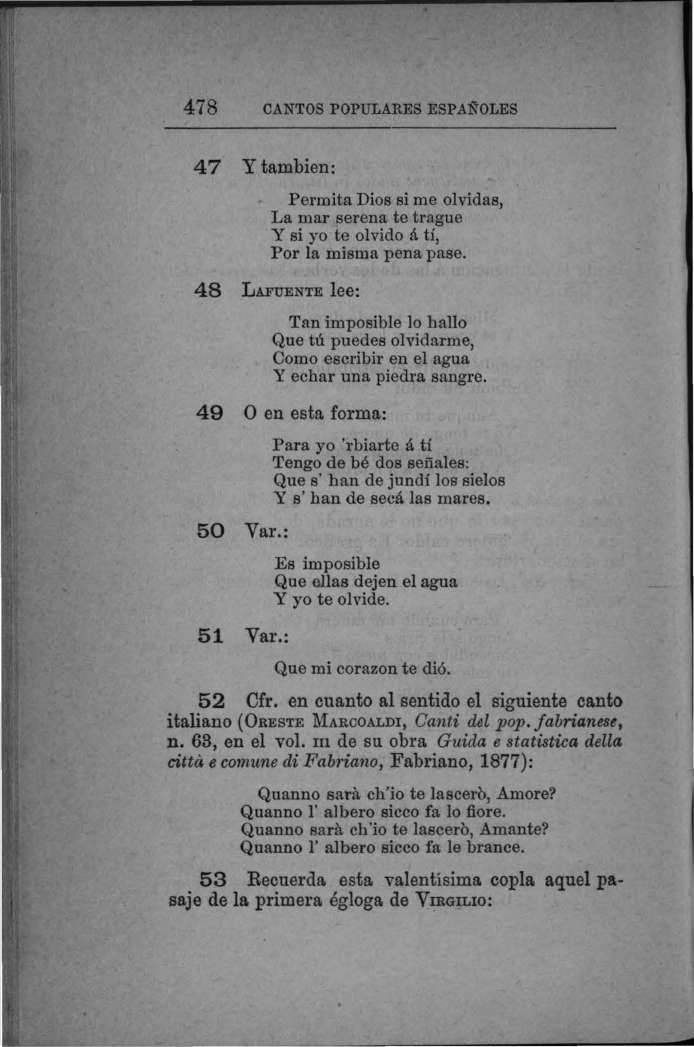 478 CANTOS POPULARES ESPAÑOLES
47 Y tambien:
Permita Dios si me olvidas,
La mar serena te trague
Y si yo te olvido á tí,
Por la misma pena pase.
48 LAFUENTE lee:
Tan imposible lo hallo
Que tú puedes olvidarme,
Como escribir en el agua
Y echar una piedra sangre.
49 O en esta forma:
Para yo 'rbiarte á tí
Tengo de bé dos señales:
Que s' han de jundí los sielos
Y s' han de secá las mares.
50 Var.:
Es imposible
Que ellas dejen el agua
Y yo te olvide.
51 Var.:
Que mi corazon te dió.
52 Cfr. en cuanto al sentido el siguiente canto
italiano (ORESTE MARCOALDI, Canti del pop. fabrianese,
n. 63, en el vol. III de su obra Guida e statistica della
città e comune di Fabriano, Fabriano, 1877):
Quanno sarà ch'io te lascerò, Amore?
Quanno l' albero sicco fa lo fiore.
Quanno sarà ch'io te lascerò, Amante?
Quanno l' albero sicco fa le brance.
53 Recuerda esta valentísima copla aquel pa-
saje de la primera égloga de VIRGILIO: